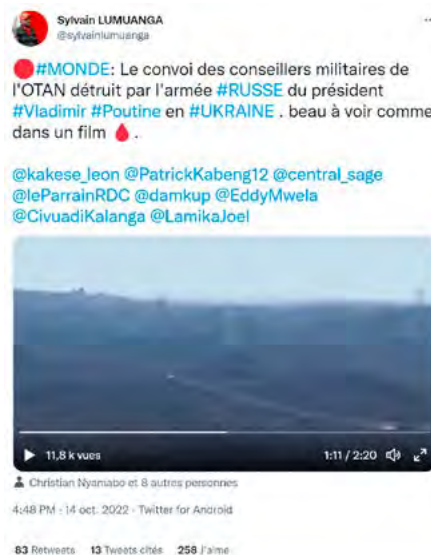 Sylvain LUMUANGA
@sylvainlumuanga
#MONDE: Le convoi des conseillers militaires de
l'OTAN détruit par l'armée #RUSSE du président
#Vladimir #Poutine en #UKRAINE . beau à voir comme
dans un film .
@kakese_leon @PatrickKabeng12 @central_sage
@leParrainRDC @damkup @EddyMwela
@CivuadiKalanga @LamikaJoel
11,8 k vues
1:11 / 2:20
Christian Nyamabo et 8 autres personnes
4:48 PM · 14 oct. 2022 · Twitter for Android
83 Retweets 13 Tweets cités 258 J'aime